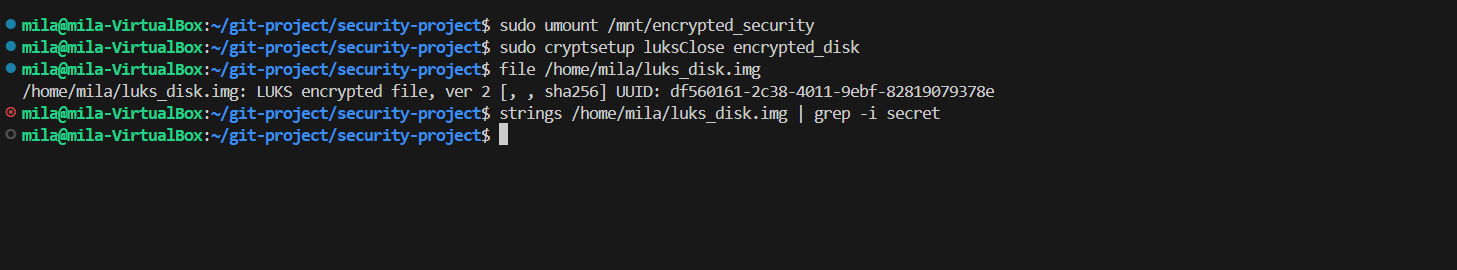 mila@mila-VirtualBox:~/git-project/security-project$ sudo umount /mnt/encrypted_security
mila@mila-VirtualBox:~/git-project/security-project$ sudo cryptsetup luksClose encrypted_disk
mila@mila-VirtualBox:~/git-project/security-project$ file /home/mila/luks_disk.img
/home/mila/luks_disk.img: LUKS encrypted file, ver 2 [, , sha256] UUID: df560161-2c38-4011-9ebf-82819079378e
mila@mila-VirtualBox:~/git-project/security-project$ strings /home/mila/luks_disk.img | grep -i secret
mila@mila-VirtualBox:~/git-project/security-project$